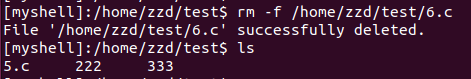 [myshell]:/home/zzd/test$ rm -f /home/zzd/test/6.c
File '/home/zzd/test/6.c' successfully deleted.
[myshell]:/home/zzd/test$ ls
5.c     222     333